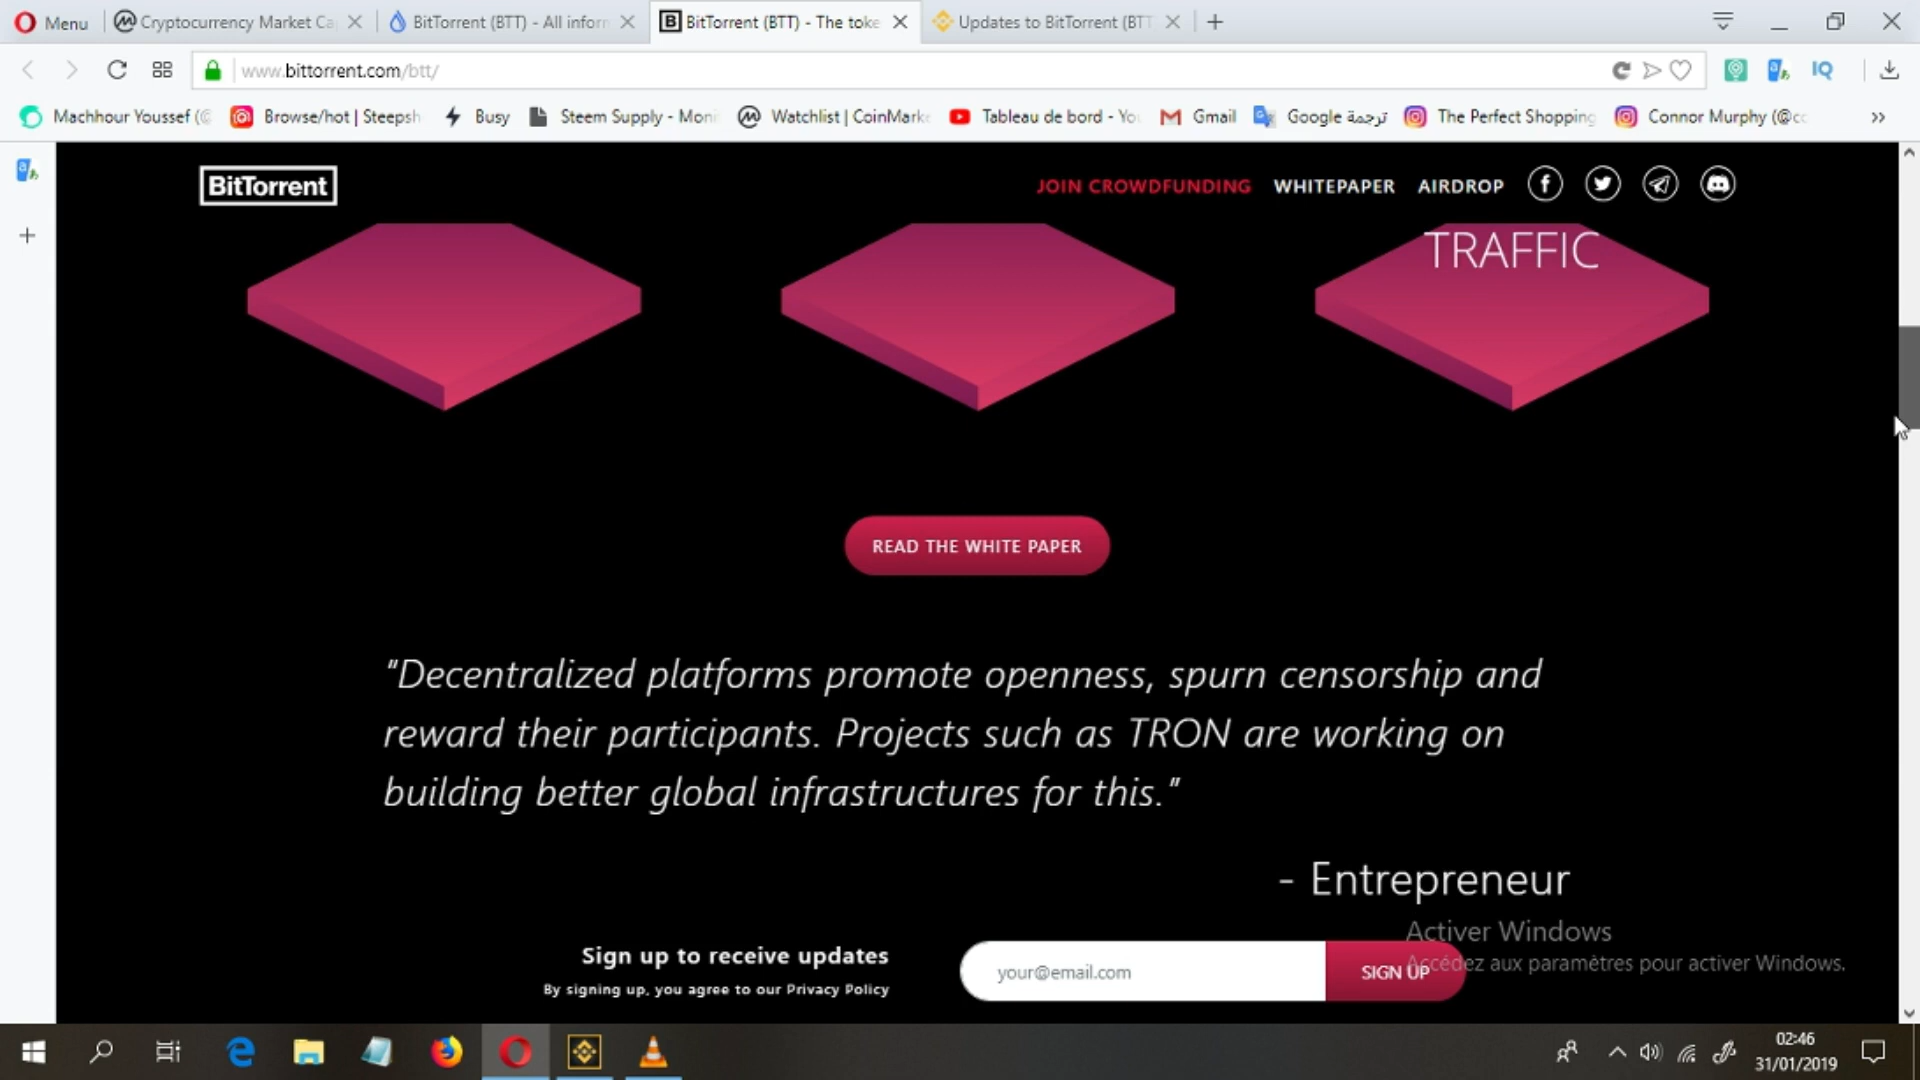 Menu
Cryptocurrency Market Ca
BitTorrent (BTT) - All inforn
BitTorrent (BTT) - The toke
Updates to BitTorrent (BTT
www.bittorrent.com/btt/
IQ
Machhour Youssef (@
Browse/hot | Steepsh
Busy
Steem Supply - Moni
Watchlist | CoinMarke
Tableau de bord - Yo
Gmail
ترجمة Google
The Perfect Shopping
Connor Murphy (@cc
BitTorrent
JOIN CROWDFUNDING
WHITEPAPER
AIRDROP
TRAFFIC
READ THE WHITE PAPER
"Decentralized platforms promote openness, spurn censorship and
reward their participants. Projects such as TRON are working on
building better global infrastructures for this."
- Entrepreneur
Activer Windows
Accédez aux paramètres pour activer Windows.
Sign up to receive updates
By signing up, you agree to our Privacy Policy
your@email.com
SIGN UP
02:46
31/01/2019